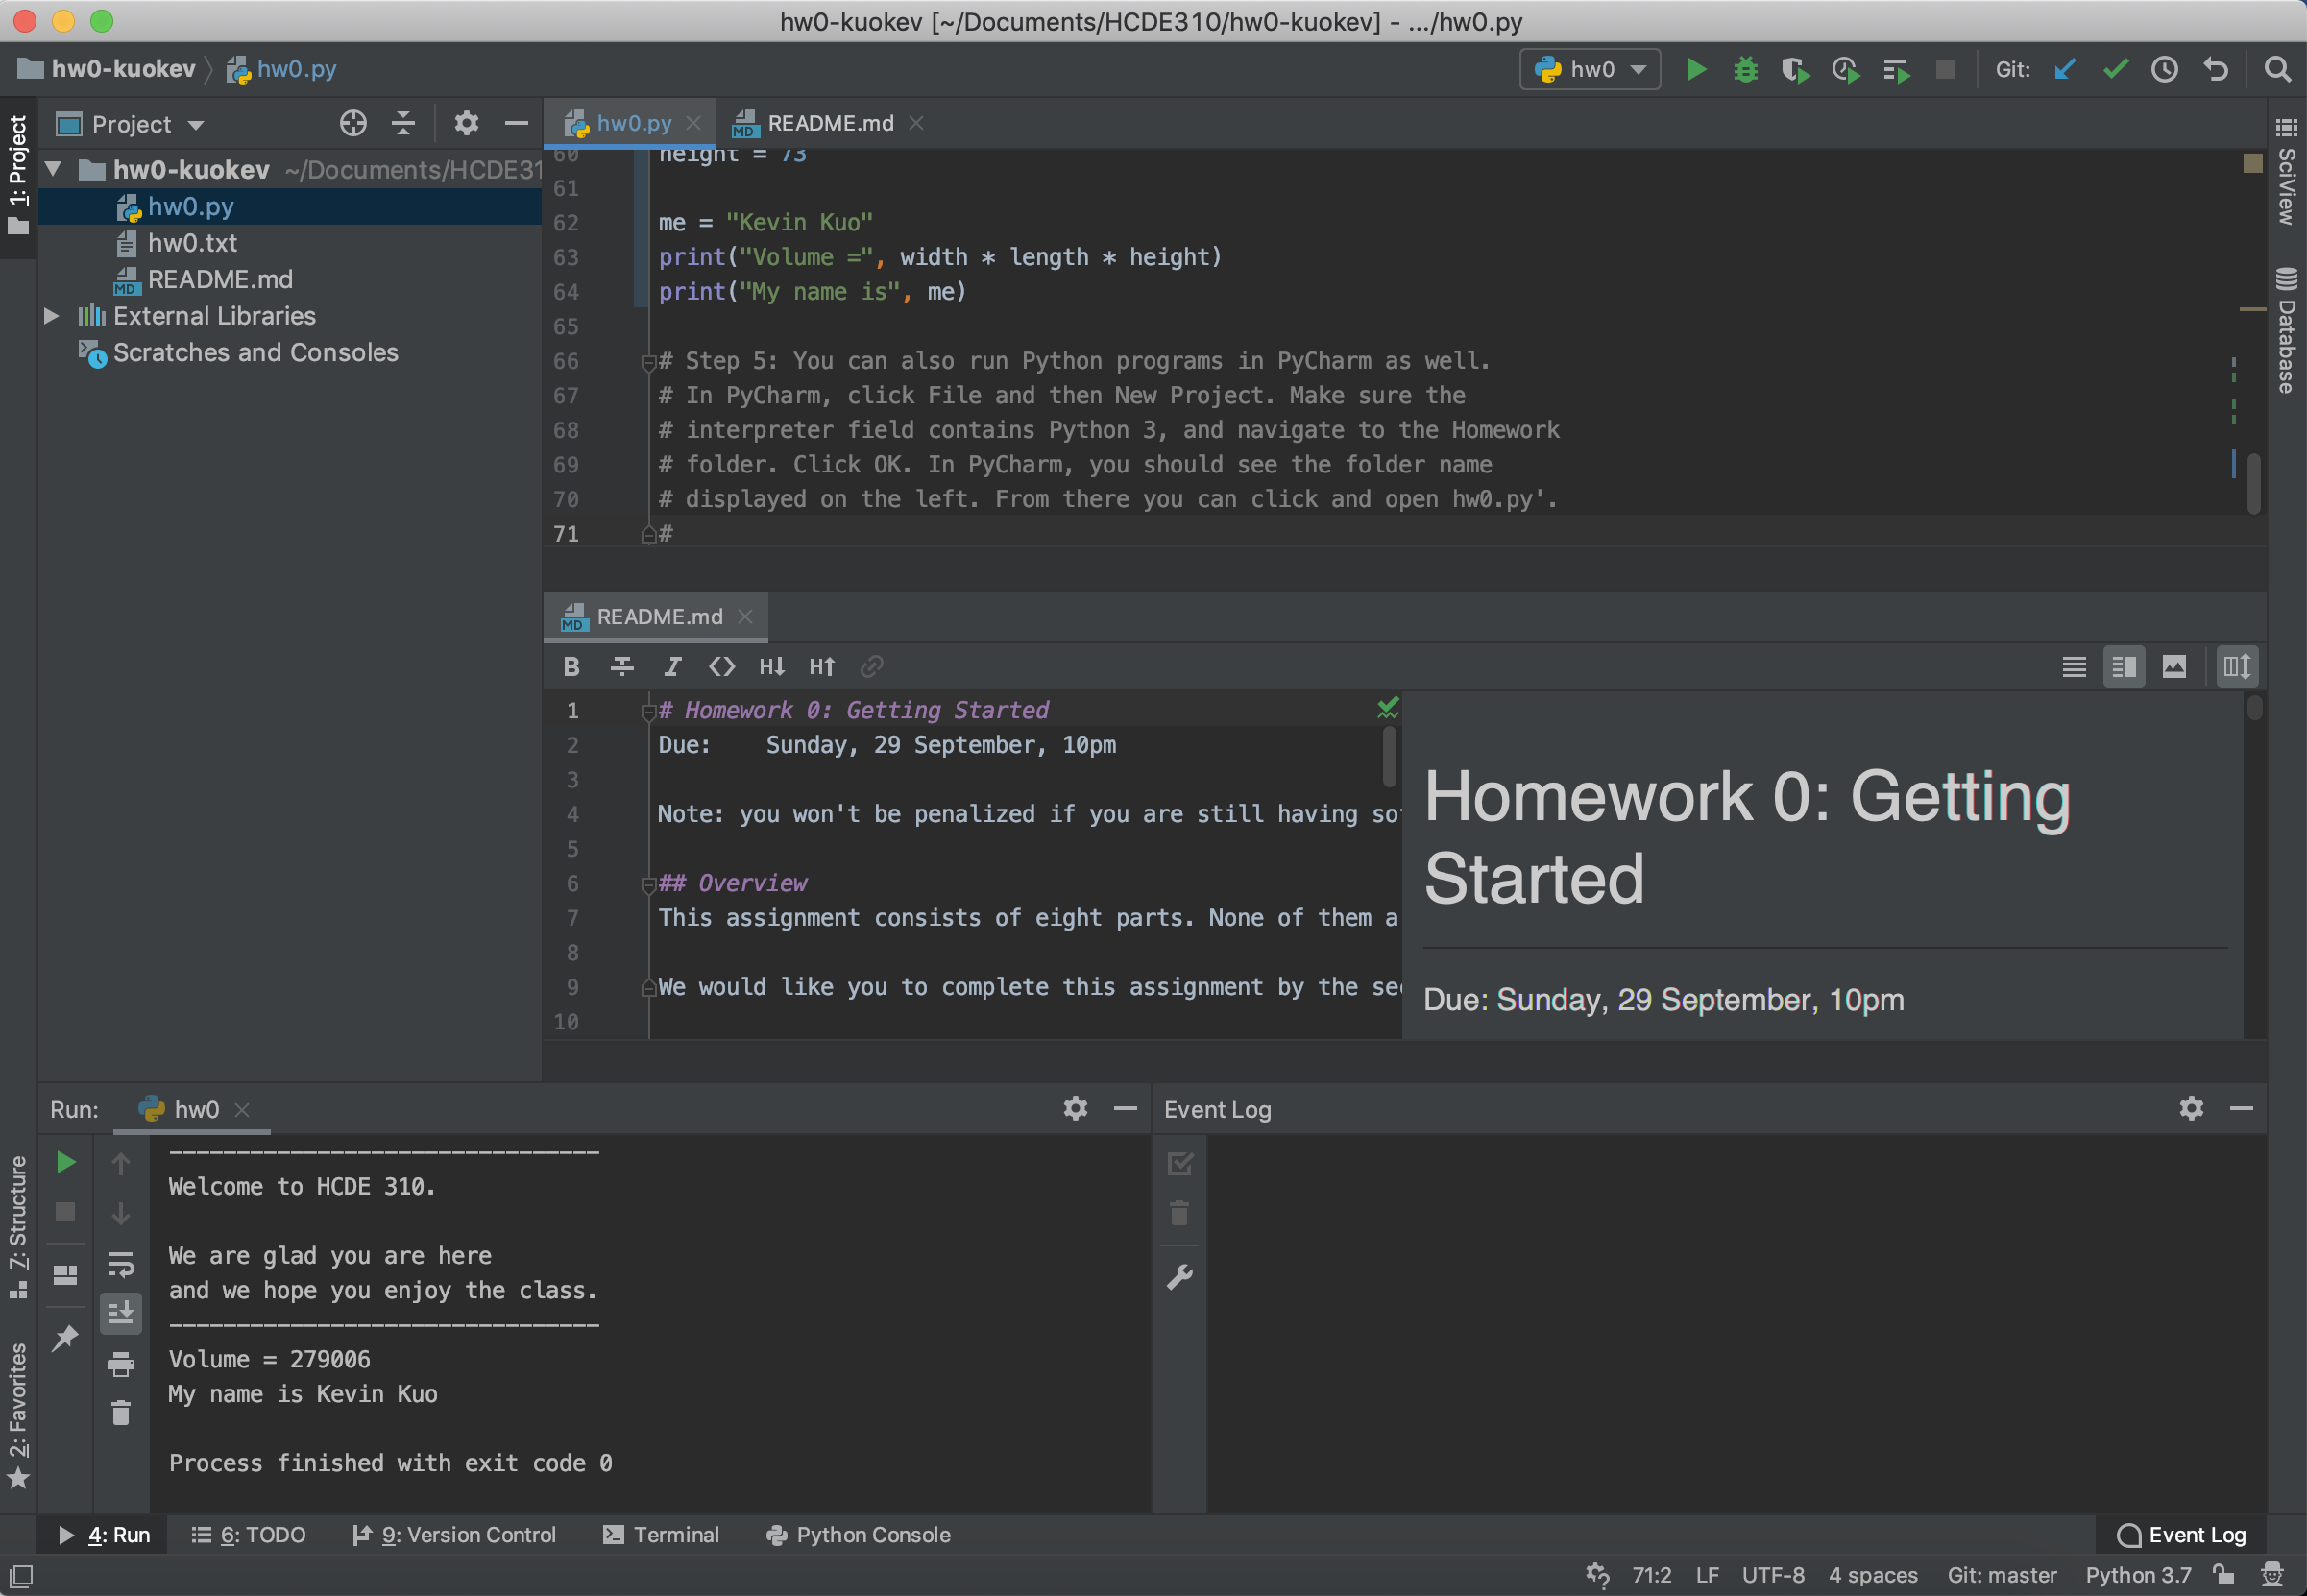 hw0-kuokev [~/Documents/HCDE310/hw0-kuokev] - .../hw0.py
hw0-kuokev hw0.py hw0 Git:
1: Project
Project
hw0-kuokev ~/Documents/HCDE31
hw0.py
hw0.txt
README.md
External Libraries
Scratches and Consoles
hw0.py README.md
60 height = 73
61
62 me = "Kevin Kuo"
63 print("Volume =", width * length * height)
64 print("My name is", me)
65
66 # Step 5: You can also run Python programs in PyCharm as well.
67 # In PyCharm, click File and then New Project. Make sure the
68 # interpreter field contains Python 3, and navigate to the Homework
69 # folder. Click OK. In PyCharm, you should see the folder name
70 # displayed on the left. From there you can click and open hw0.py'.
71 #
SciView
Database
MD README.md
B I <> H↓ H↑
1 # Homework 0: Getting Started
2 Due:    Sunday, 29 September, 10pm
3
4 Note: you won't be penalized if you are still having
5
6 ## Overview
7 This assignment consists of eight parts. None of them a
8
9 We would like you to complete this assignment by the
10
Homework 0: Getting
Started
Due: Sunday, 29 September, 10pm
Run: hw0
Event Log
--------------------------------
Welcome to HCDE 310.
We are glad you are here
and we hope you enjoy the class.
--------------------------------
Volume = 279006
My name is Kevin Kuo
Process finished with exit code 0
7: Structure
2: Favorites
4: Run 6: TODO 9: Version Control Terminal Python Console Event Log
71:2 LF UTF-8 4 spaces Git: master Python 3.7